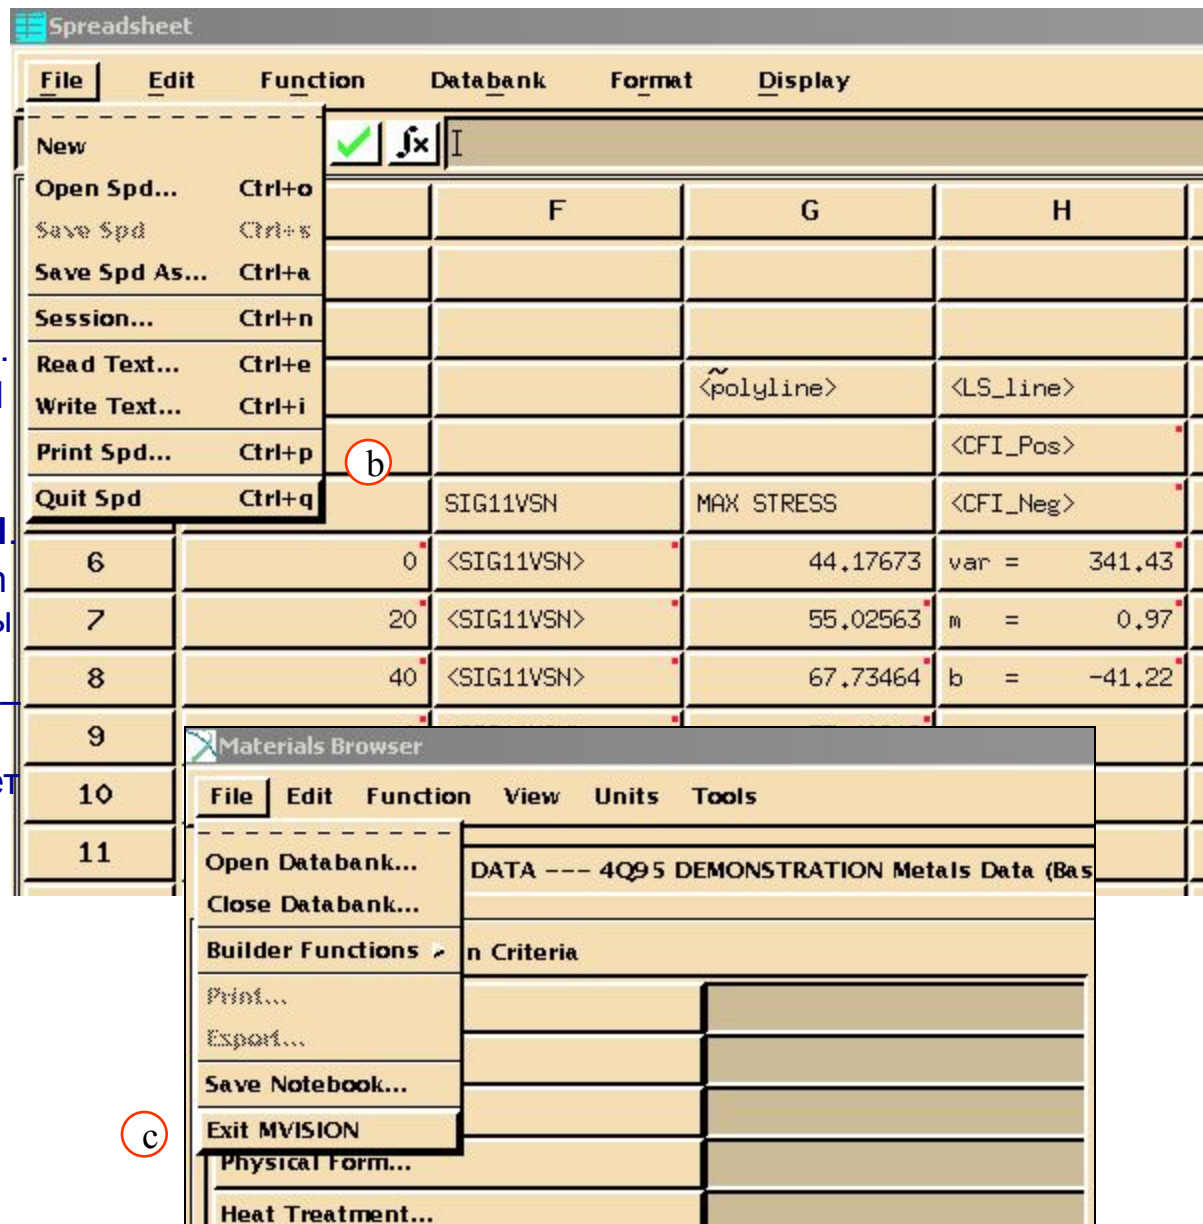 Spreadsheet
File Edit Function Databank Format Display
New
Open Spd... Ctrl+o
Save Spd Ctrl+s
Save Spd As... Ctrl+a
Session... Ctrl+n
Read Text... Ctrl+e
Write Text... Ctrl+i
Print Spd... Ctrl+p
Quit Spd Ctrl+q
b
F G H
<polyline> <LS_line>
<CFI_Pos>
SIG11VSN MAX STRESS <CFI_Neg>
6 0 <SIG11VSN> 44.17673 var = 341.43
7 20 <SIG11VSN> 55.02563 m = 0.97
8 40 <SIG11VSN> 67.73464 b = -41.22
9
10
11
Materials Browser
File Edit Function View Units Tools
Open Databank...
Close Databank...
Builder Functions
Print...
Export...
Save Notebook...
Exit MVISION
c
DATA --- 4Q95 DEMONSTRATION Metals Data (Bas
n Criteria
Physical Form...
Heat Treatment...